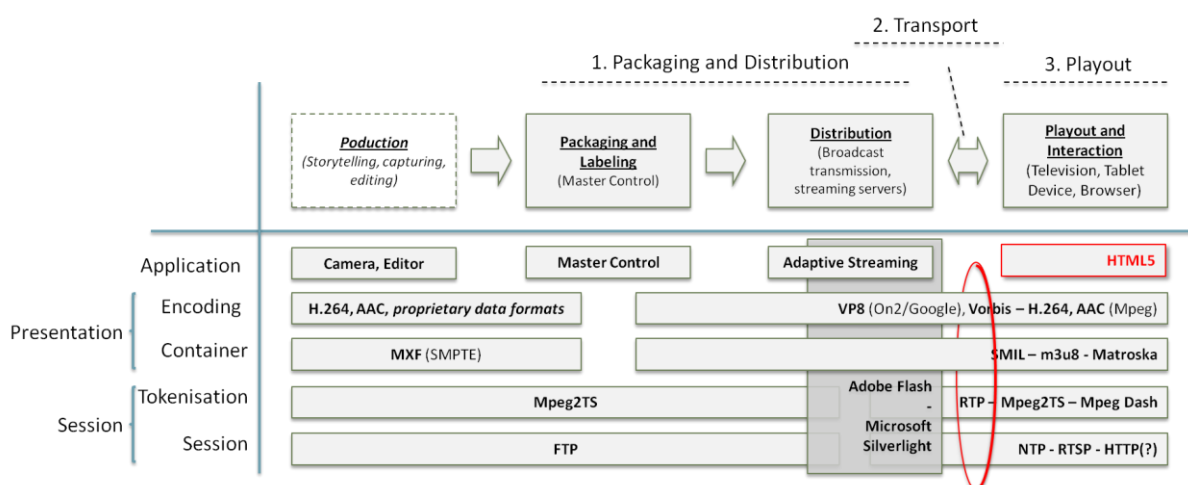 2. Transport
1. Packaging and Distribution
3. Playout
Poduction
(Storytelling, capturing,
editing)
Packaging and
Labeling
(Master Control)
Distribution
(Broadcast
transmission,
streaming servers)
Playout and
Interaction
(Television, Tablet
Device, Browser)
Application
Camera, Editor
Master Control
Adaptive Streaming
HTML5
Presentation
Encoding
H.264, AAC, proprietary data formats
VP8 (On2/Google), Vorbis – H.264, AAC (Mpeg)
Container
MXF (SMPTE)
SMIL – m3u8 - Matroska
Session
Tokenisation
Mpeg2TS
Adobe Flash
-
Microsoft
Silverlight
RTP – Mpeg2TS – Mpeg Dash
Session
FTP
NTP - RTSP - HTTP(?)